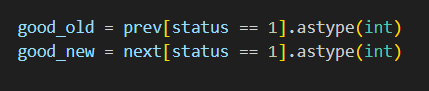 good_old = prev[status == 1].astype(int)
good_new = next[status == 1].astype(int)